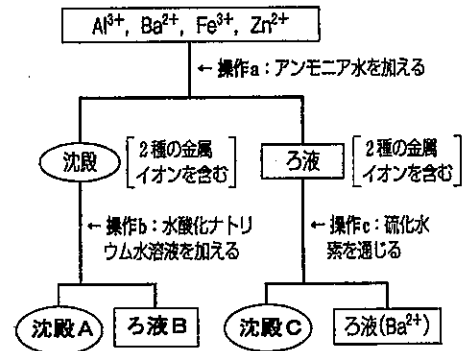 Al³⁺, Ba²⁺, Fe³⁺, Zn²⁺
←操作a：アンモニア水を加える
沈殿
2種の金属
イオンを含む
ろ液
2種の金属
イオンを含む
←操作b：水酸化ナトリ
ウム水溶液を加える
←操作c：硫化水
素を通じる
沈殿A
ろ液B
沈殿C
ろ液(Ba²⁺)